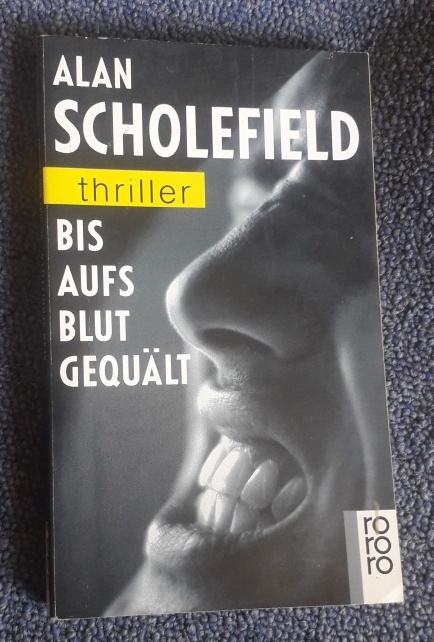 ALAN
SCHOLEFIELD
thriller
BIS
AUFS
BLUT
GEQUÄLT
ro
ro
ro